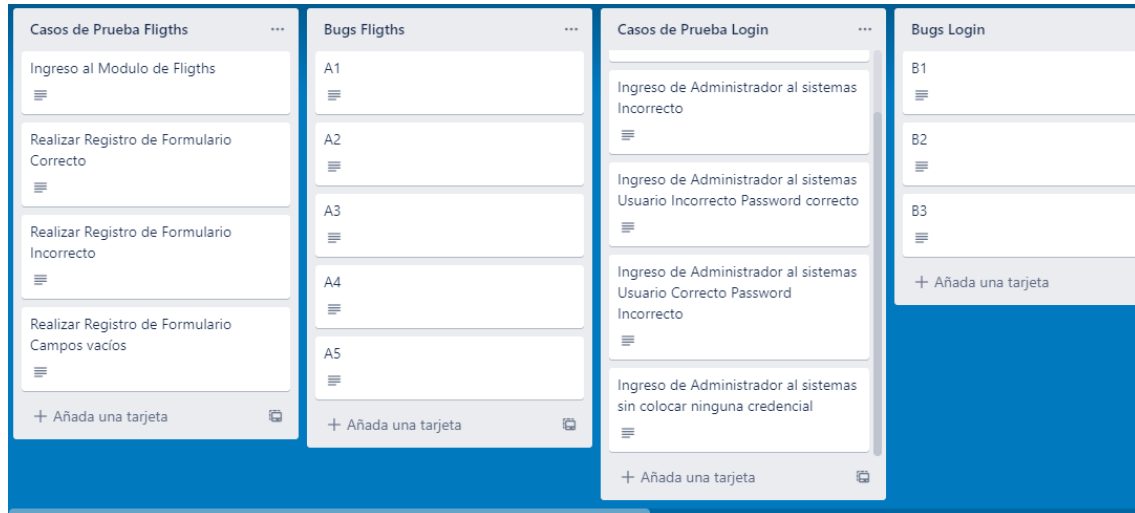 Casos de Prueba Fligths
Ingreso al Modulo de Fligths
Realizar Registro de Formulario
Correcto
Realizar Registro de Formulario
Incorrecto
Realizar Registro de Formulario
Campos vacíos
+ Añada una tarjeta
Bugs Fligths
A1
A2
A3
A4
A5
+ Añada una tarjeta
Casos de Prueba Login
Ingreso de Administrador al sistemas
Incorrecto
Ingreso de Administrador al sistemas
Usuario Incorrecto Password correcto
Ingreso de Administrador al sistemas
Usuario Correcto Password
Incorrecto
Ingreso de Administrador al sistemas
sin colocar ninguna credencial
+ Añada una tarjeta
Bugs Login
B1
B2
B3
+ Añada una tarjeta